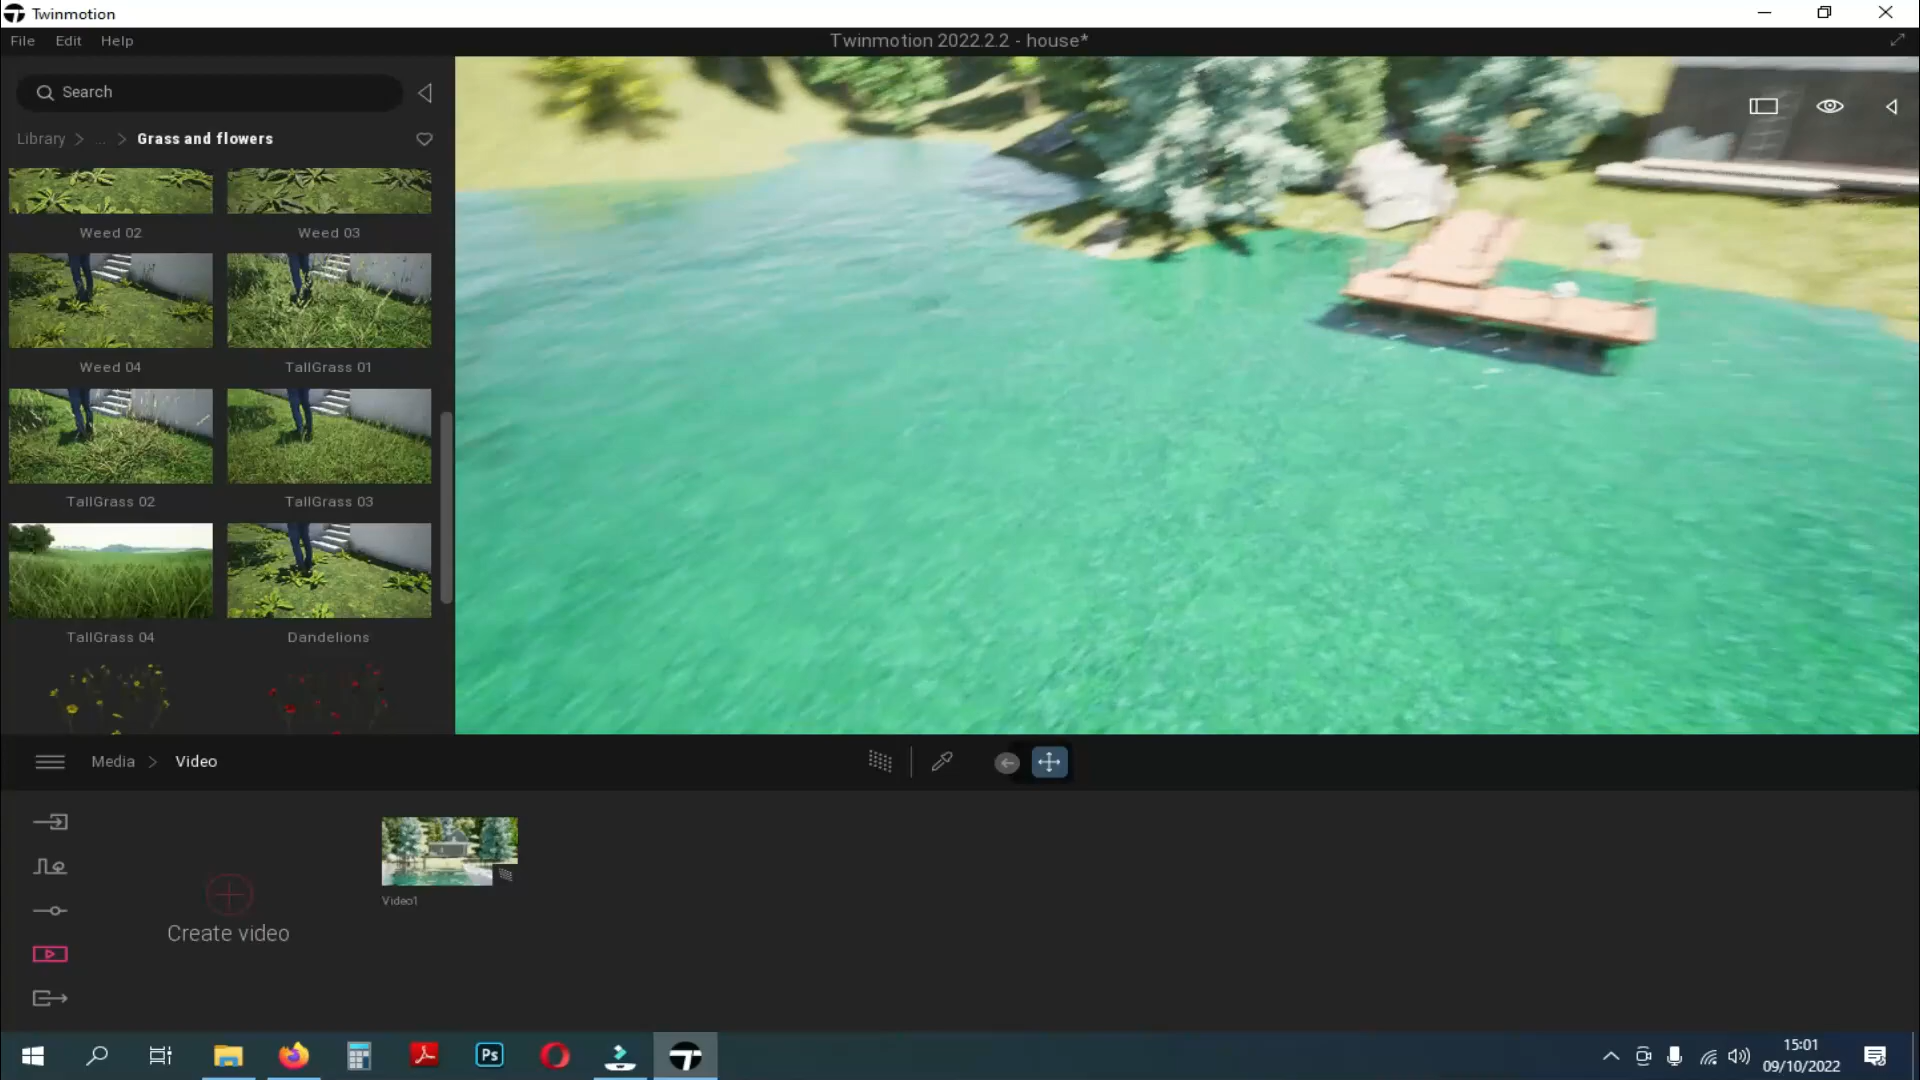 Twinmotion
File Edit Help
Twinmotion 2022.2.2 - house*
Search
Library > ... > Grass and flowers
Weed 02
Weed 03
Weed 04
TallGrass 01
TallGrass 02
TallGrass 03
TallGrass 04
Dandelions
Media > Video
Video1
Create video
Ps
15:01
09/10/2022